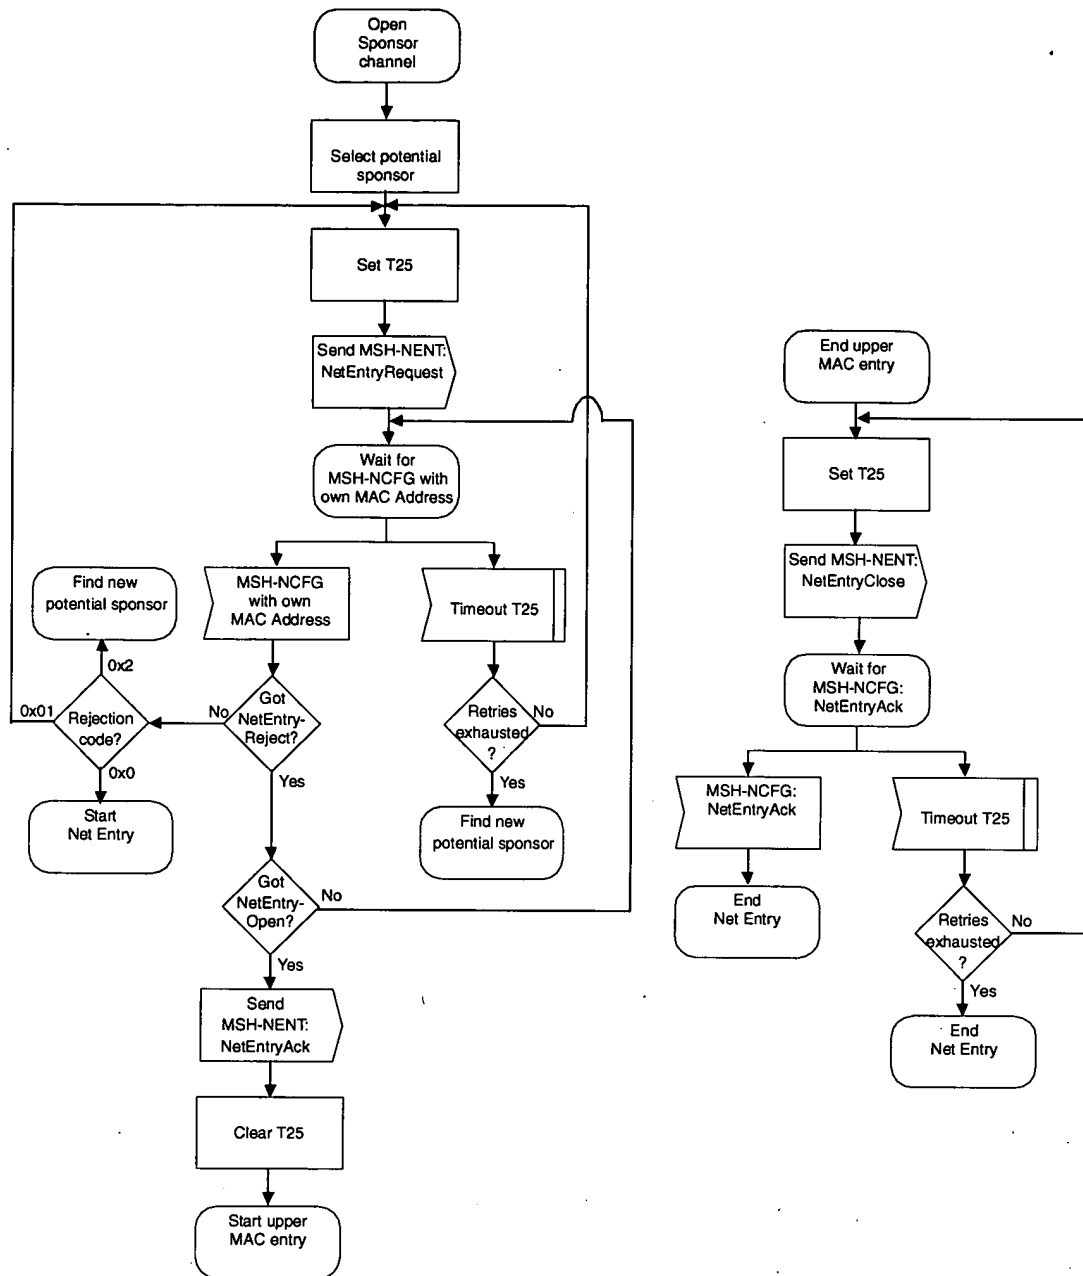 Open
Sponsor
channel
Select potential
sponsor
Set T25
Send MSH-NENT:
NetEntryRequest
Wait for
MSH-NCFG with
own MAC Address
MSH-NCFG
with own
MAC Address
Timeout T25
Find new
potential sponsor
0x2
0x01
Rejection
code?
No
Got
NetEntry-
Reject?
Retries
exhausted
?
No
0x0
Yes
Yes
Start
Net Entry
Find new
potential sponsor
Got
NetEntry-
Open?
No
Yes
Send
MSH-NENT:
NetEntryAck
Clear T25
Start upper
MAC entry
End upper
MAC entry
Set T25
Send MSH-NENT:
NetEntryClose
Wait for
MSH-NCFG:
NetEntryAck
MSH-NCFG:
NetEntryAck
Timeout T25
End
Net Entry
Retries
exhausted
?
No
Yes
End
Net Entry